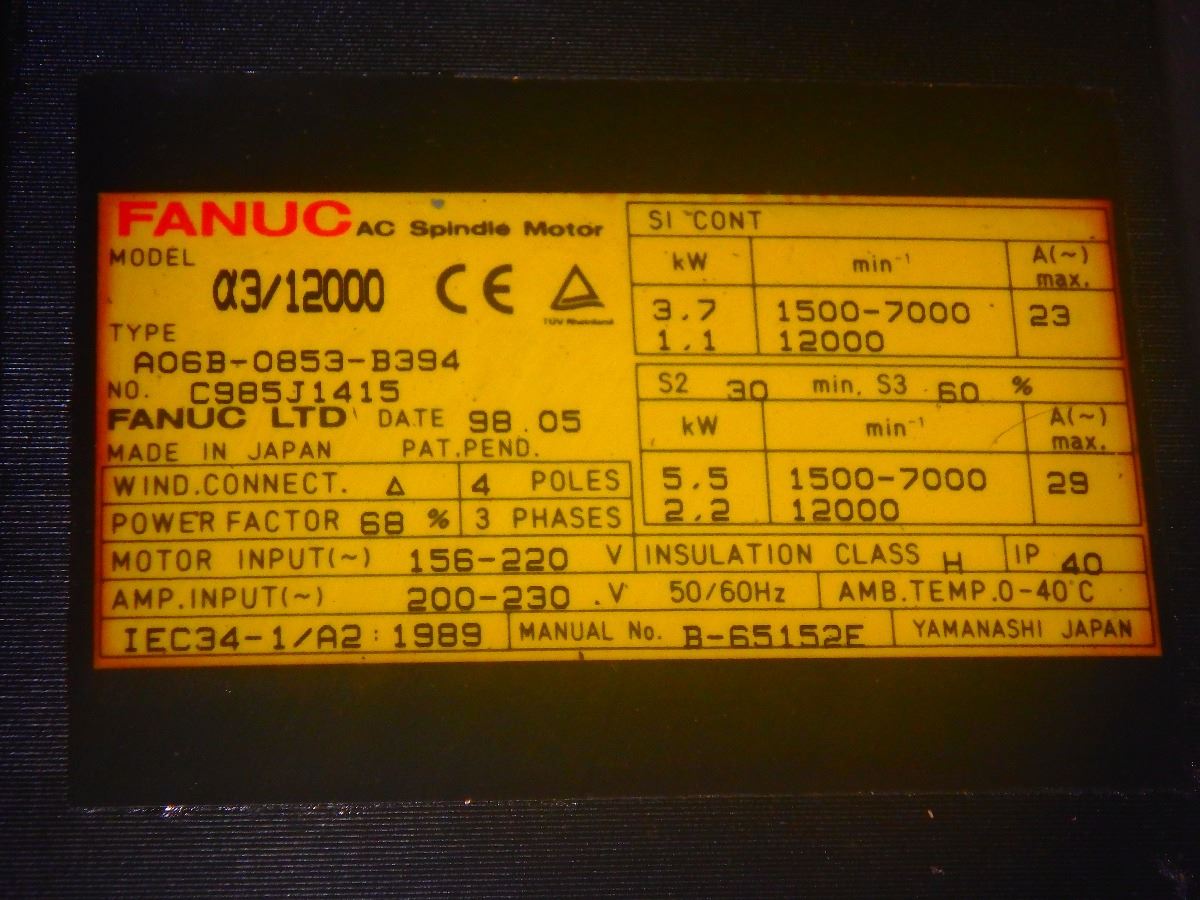 FANUC AC Spindle Motor
MODEL
α3/12000 CE
TÜV Rheinland
TYPE
A06B-0853-B394
NO. C985J1415
FANUC LTD DATE 98.05
MADE IN JAPAN PAT.PEND.
S1 CONT
kW min⁻¹ A(~) max.
3.7 1500-7000 23
1.1 12000
S2 30 min, S3 60 %
kW min⁻¹ A(~) max.
5.5 1500-7000 29
2.2 12000
WIND.CONNECT. Δ 4 POLES
POWER FACTOR 68 % 3 PHASES
MOTOR INPUT(~) 156-220 V INSULATION CLASS H IP 40
AMP.INPUT(~) 200-230 V 50/60Hz AMB.TEMP.0-40°C
IEC34-1/A2:1989 MANUAL No. B-65152E YAMANASHI JAPAN